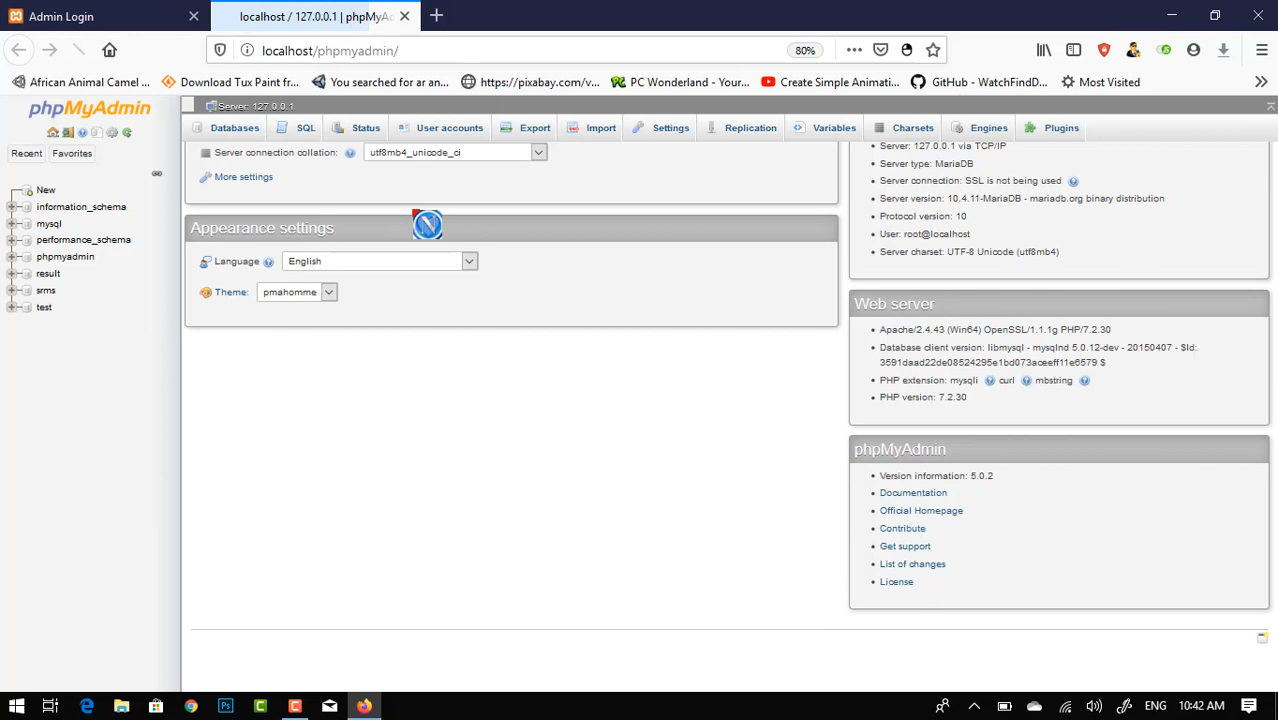 Admin Login
localhost / 127.0.0.1 | phpMyAc
localhost/phpmyadmin/
80%
African Animal Camel ...
Download Tux Paint fr...
You searched for ar an...
https://pixabay.com/v...
PC Wonderland - Your...
Create Simple Animati...
GitHub - WatchFindD...
Most Visited
phpMyAdmin
Recent
Favorites
New
information_schema
mysql
performance_schema
phpmyadmin
result
srms
test
Server: 127.0.0.1
Databases
SQL
Status
User accounts
Export
Import
Settings
Replication
Variables
Charsets
Engines
Plugins
Server connection collation:
utf8mb4_unicode_ci
More settings
Appearance settings
Language
English
Theme:
pmahomme
Server: 127.0.0.1 via TCP/IP
Server type: MariaDB
Server connection: SSL is not being used
Server version: 10.4.11-MariaDB - mariadb.org binary distribution
Protocol version: 10
User: root@localhost
Server charset: UTF-8 Unicode (utf8mb4)
Web server
Apache/2.4.43 (Win64) OpenSSL/1.1.1g PHP/7.2.30
Database client version: libmysql - mysqlnd 5.0.12-dev - 20150407 - $Id:
3591daad22de08524295e1bd073aceeff11e6579 $
PHP extension: mysqli curl mbstring
PHP version: 7.2.30
phpMyAdmin
Version information: 5.0.2
Documentation
Official Homepage
Contribute
Get support
List of changes
License
ENG
10:42 AM